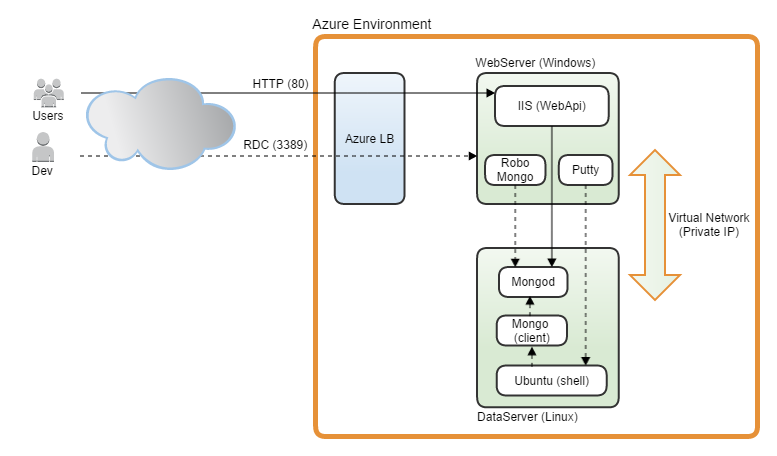 Azure Environment
WebServer (Windows)
HTTP (80)
IIS (WebApi)
Users
Azure LB
RDC (3389)
Dev
Robo
Mongo
Putty
Virtual Network
(Private IP)
Mongod
Mongo
(client)
Ubuntu (shell)
DataServer (Linux)